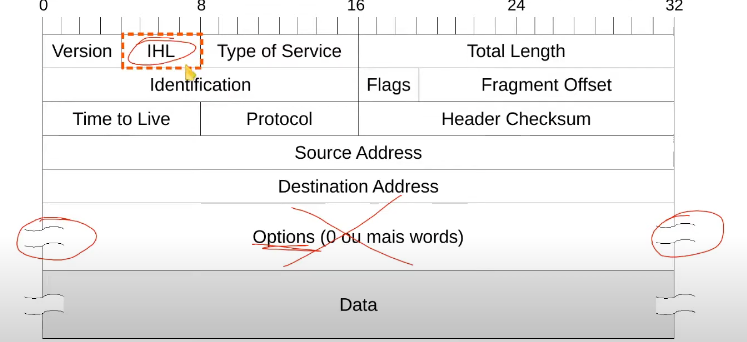 0 8 16 24 32
Version IHL Type of Service Total Length
Identification Flags Fragment Offset
Time to Live Protocol Header Checksum
Source Address
Destination Address
Options (0 ou mais words)
Data